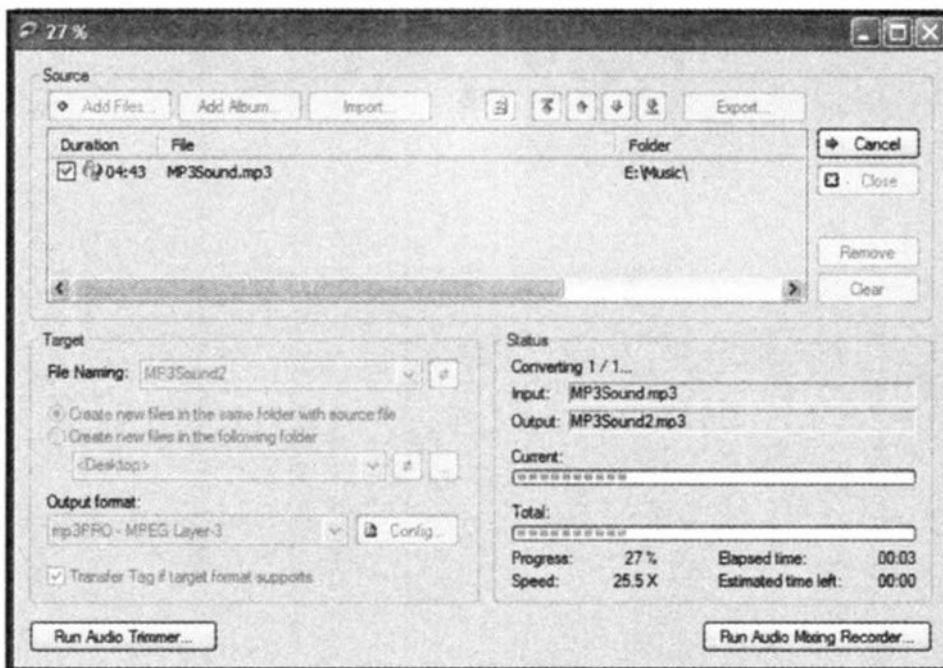 27 %
Source
Add Files... Add Album... Import... Export...
Duration File Folder
04:43 MP3Sound.mp3 E:\Music\
Cancel
Close
Remove
Clear
Target
File Naming: MP3Sound2
Create new files in the same folder with source file
Create new files in the following folder
<Desktop>
...
Output format:
mp3PRO - MPEG Layer-3 Config...
Transfer Tag if target format supports
Status
Converting 1 / 1...
Input: MP3Sound.mp3
Output: MP3Sound2.mp3
Current:
Total:
Progress: 27 % Elapsed time: 00:03
Speed: 25.5 X Estimated time left: 00:00
Run Audio Trimmer... Run Audio Mixing Recorder...